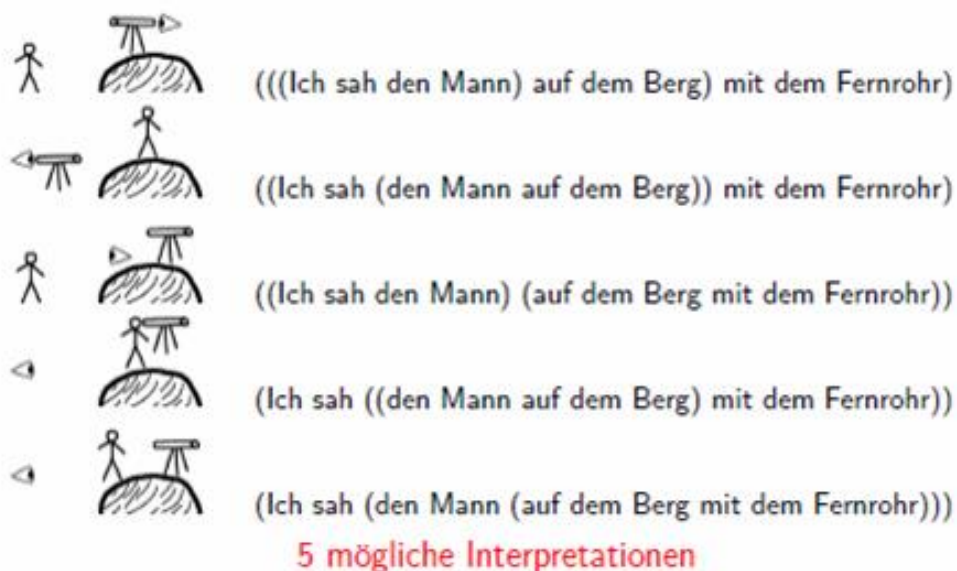 (((Ich sah den Mann) auf dem Berg) mit dem Fernrohr)
((Ich sah (den Mann auf dem Berg)) mit dem Fernrohr)
((Ich sah den Mann) (auf dem Berg mit dem Fernrohr))
(Ich sah ((den Mann auf dem Berg) mit dem Fernrohr))
(Ich sah (den Mann (auf dem Berg mit dem Fernrohr)))
5 mögliche Interpretationen